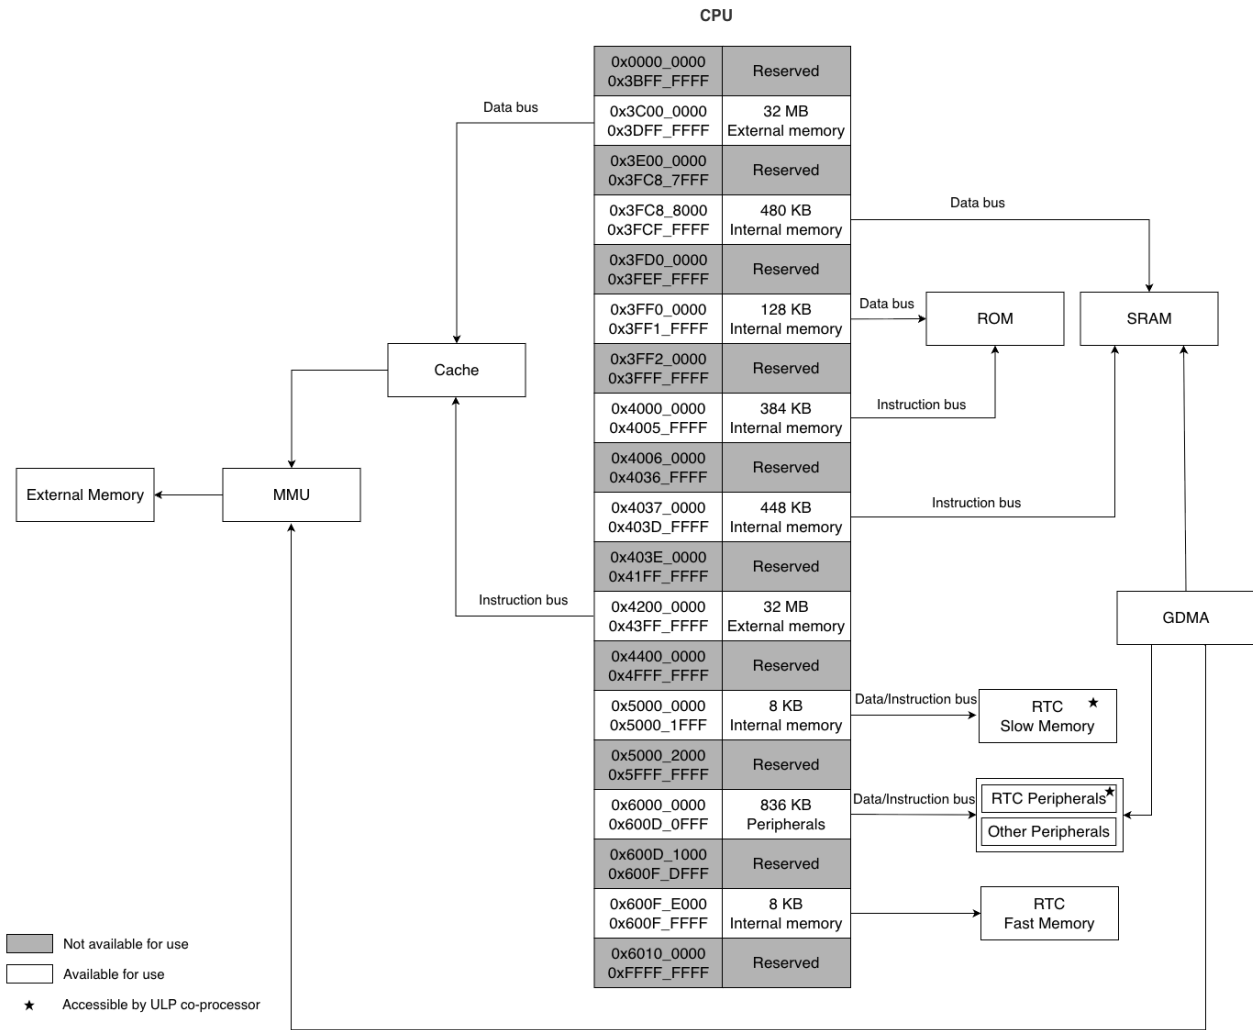 CPU
0x0000_0000
0x3BFF_FFFF
Reserved
Data bus
0x3C00_0000
0x3DFF_FFFF
32 MB
External memory
0x3E00_0000
0x3FC8_7FFF
Reserved
0x3FC8_8000
0x3FCF_FFFF
480 KB
Internal memory
Data bus
0x3FD0_0000
0x3FEF_FFFF
Reserved
0x3FF0_0000
0x3FF1_FFFF
128 KB
Internal memory
Data bus
ROM
SRAM
0x3FF2_0000
0x3FFF_FFFF
Reserved
Cache
0x4000_0000
0x4005_FFFF
384 KB
Internal memory
Instruction bus
0x4006_0000
0x4036_FFFF
Reserved
External Memory
MMU
0x4037_0000
0x403D_FFFF
448 KB
Internal memory
Instruction bus
0x403E_0000
0x41FF_FFFF
Reserved
Instruction bus
0x4200_0000
0x43FF_FFFF
32 MB
External memory
GDMA
0x4400_0000
0x4FFF_FFFF
Reserved
0x5000_0000
0x5000_1FFF
8 KB
Internal memory
Data/Instruction bus
RTC
Slow Memory
0x5000_2000
0x5FFF_FFFF
Reserved
0x6000_0000
0x600D_0FFF
836 KB
Peripherals
Data/Instruction bus
RTC Peripherals
Other Peripherals
0x600D_1000
0x600F_DFFF
Reserved
0x600F_E000
0x600F_FFFF
8 KB
Internal memory
RTC
Fast Memory
0x6010_0000
0xFFFF_FFFF
Reserved
Not available for use
Available for use
Accessible by ULP co-processor